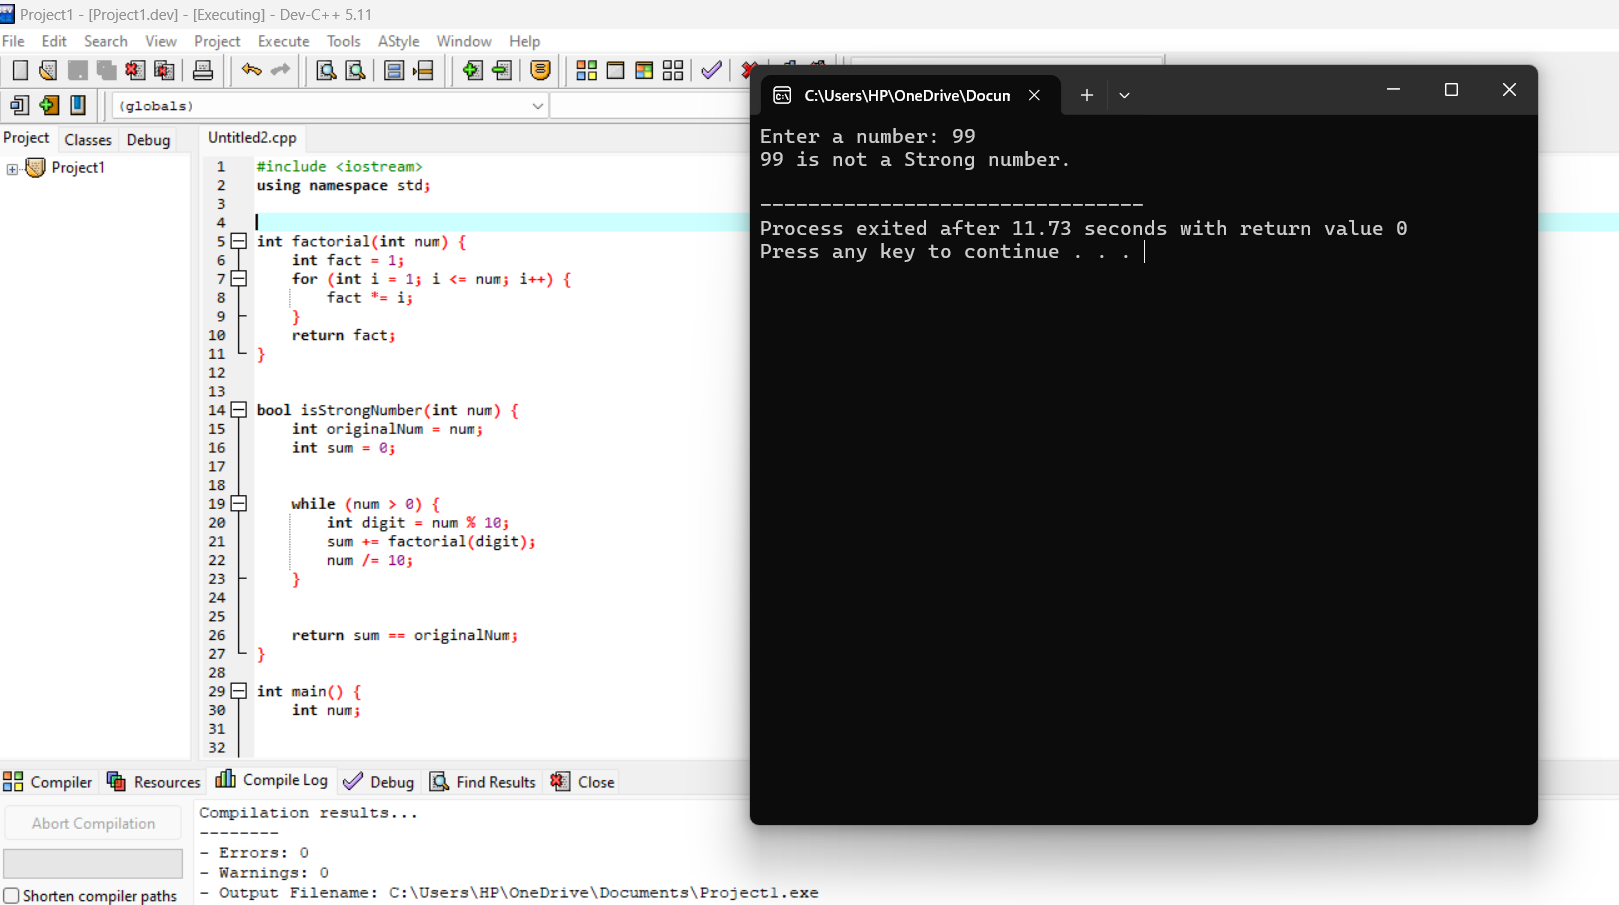 Project1 - [Project1.dev] - [Executing] - Dev-C++ 5.11
File Edit Search View Project Execute Tools AStyle Window Help
(globals)
Project Classes Debug
Project1
Untitled2.cpp
1 #include <iostream>
2 using namespace std;
3
4
5 int factorial(int num) {
6 int fact = 1;
7 for (int i = 1; i <= num; i++) {
8 fact *= i;
9 }
10 return fact;
11 }
12
13
14 bool isStrongNumber(int num) {
15 int originalNum = num;
16 int sum = 0;
17
18
19 while (num > 0) {
20 int digit = num % 10;
21 sum += factorial(digit);
22 num /= 10;
23 }
24
25
26 return sum == originalNum;
27 }
28
29 int main() {
30 int num;
31
32
C:\Users\HP\OneDrive\Docun
Enter a number: 99
99 is not a Strong number.
--------------------------------
Process exited after 11.73 seconds with return value 0
Press any key to continue . . .
Compiler Resources Compile Log Debug Find Results Close
Abort Compilation
Shorten compiler paths
Compilation results...
--------
- Errors: 0
- Warnings: 0
- Output Filename: C:\Users\HP\OneDrive\Documents\Project1.exe